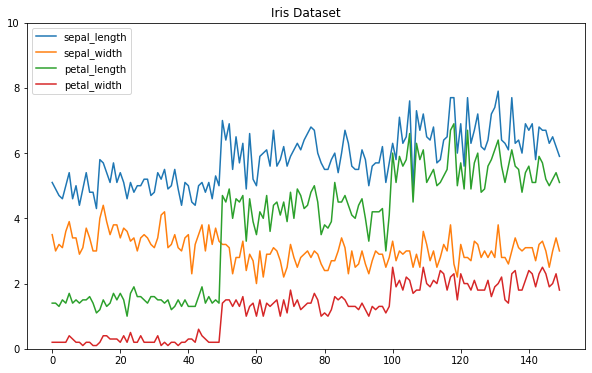 Iris Dataset
sepal_length
sepal_width
petal_length
petal_width
10
8
6
4
2
0
0 20 40 60 80 100 120 140